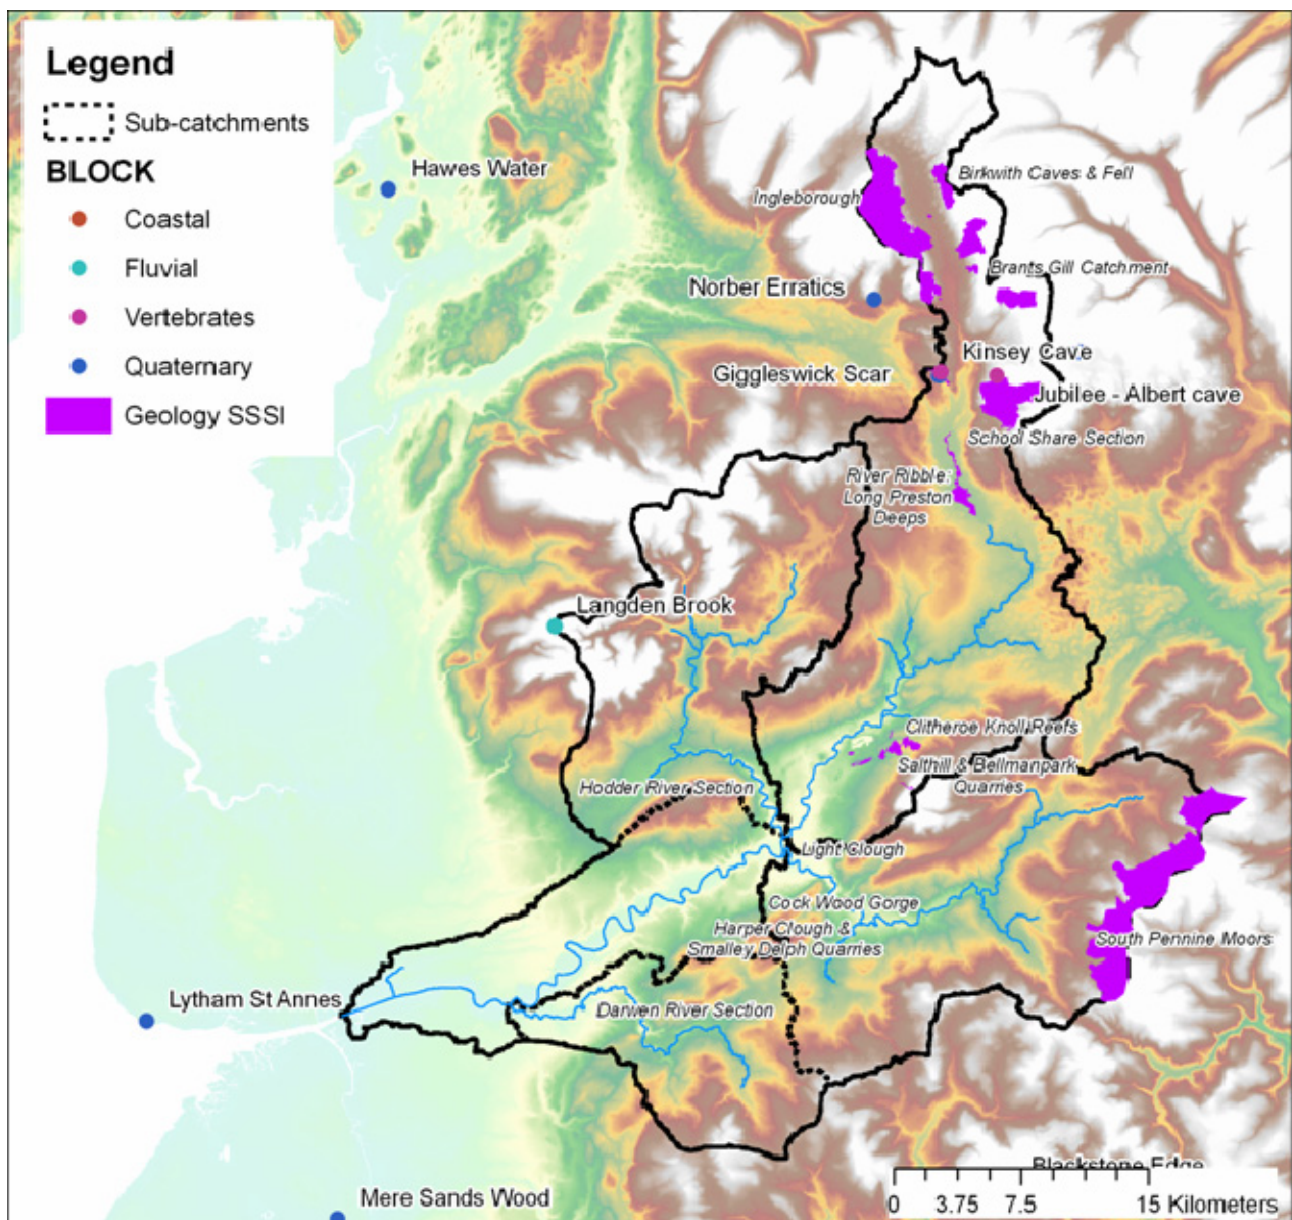 Legend
Sub-catchments
BLOCK
Coastal
Fluvial
Vertebrates
Quaternary
Geology SSSI
Hawes Water
Birkwith Caves & Fell
Ingleborough
Brants Gill Catchment
Norber Erratics
Kinsey Cave
Giggleswick Scar
Jubilee - Albert cave
School Share Section
River Ribble:
Long Preston
Deeps
Langden Brook
Clitheroe Knoll Reefs
Salthill & Bellmanpark
Quarries
Hodder River Section
Light Clough
Cock Wood Gorge
Harper Clough &
Smalley Delph Quarries
South Pennine Moors
Lytham St Annes
Darwen River Section
Blackstone Edge
Mere Sands Wood
0 3.75 7.5 15 Kilometers